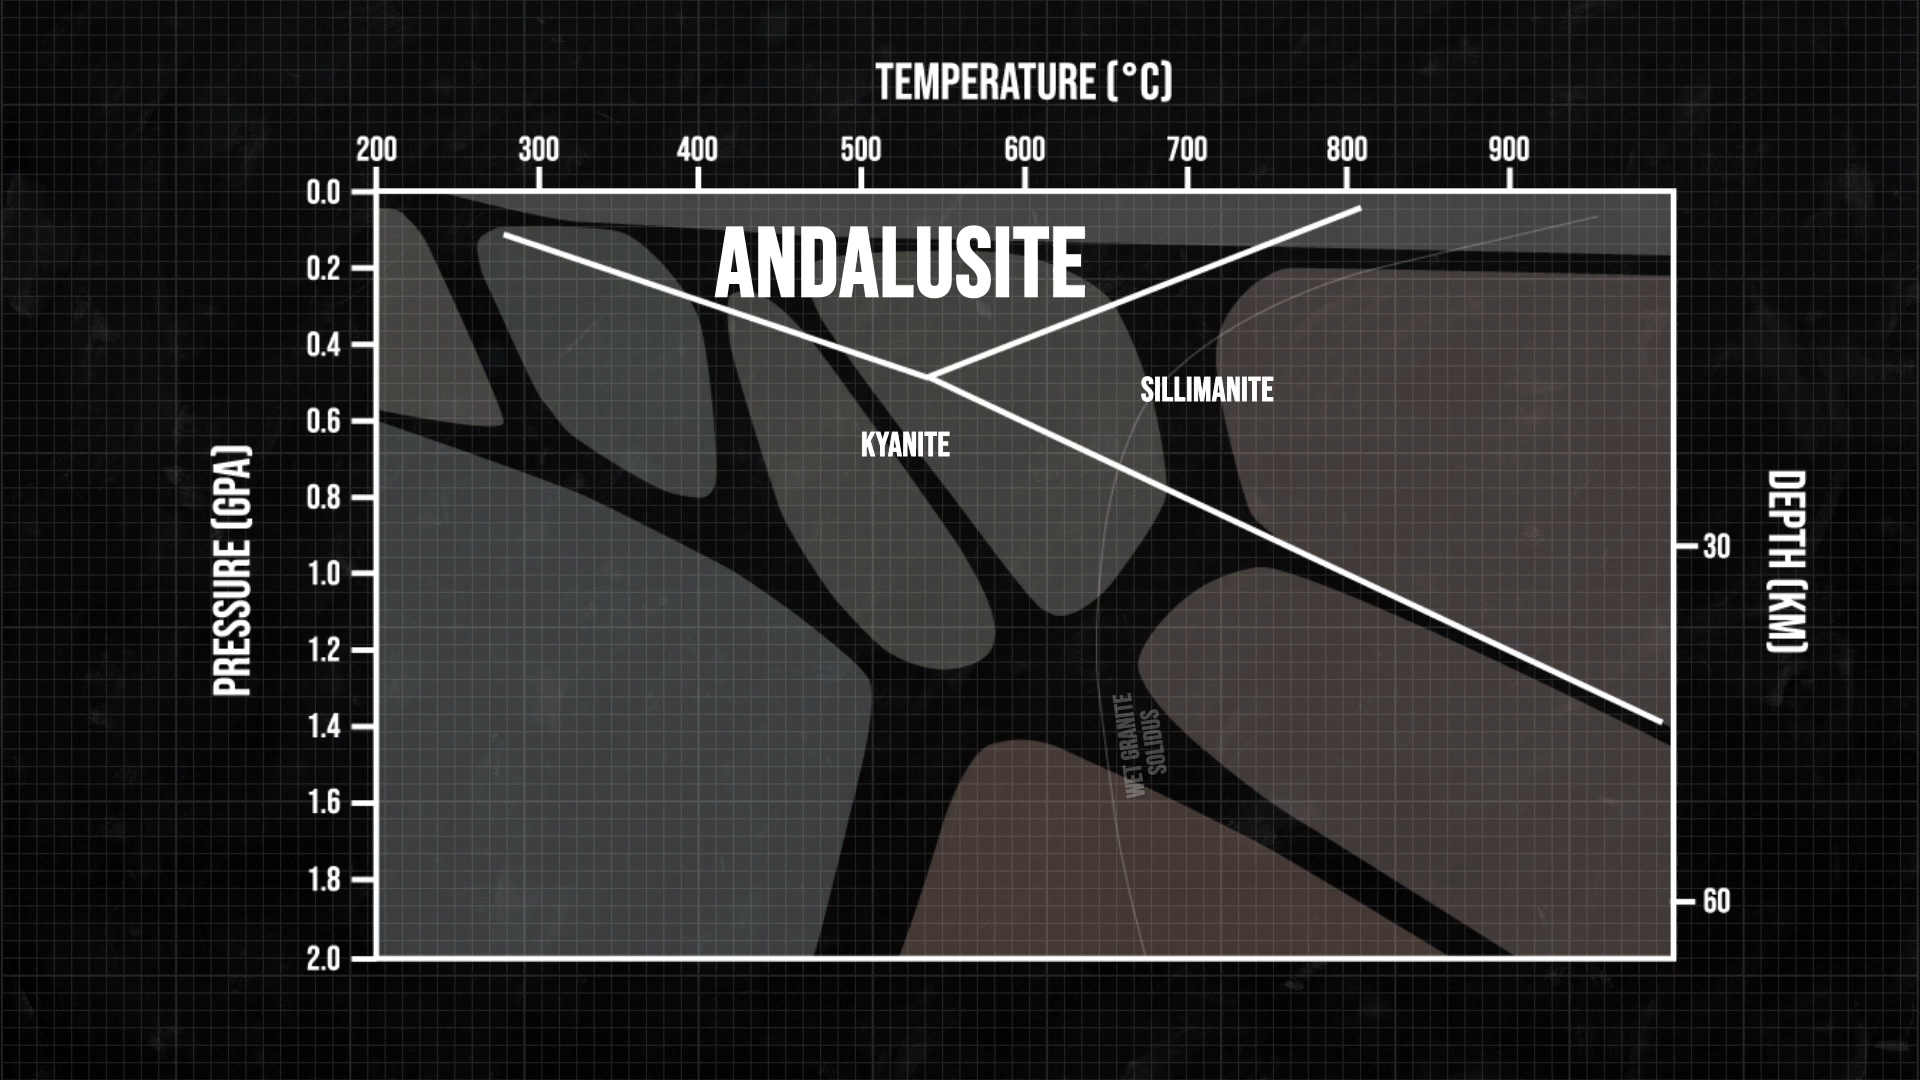 TEMPERATURE (°C)
200 300 400 500 600 700 800 900
0.0
0.2
0.4
0.6
0.8
1.0
1.2
1.4
1.6
1.8
2.0
PRESSURE (GPA)
ANDALUSITE
SILLIMANITE
KYANITE
WET GRANITE
SOLIDUS
30
60
DEPTH (KM)